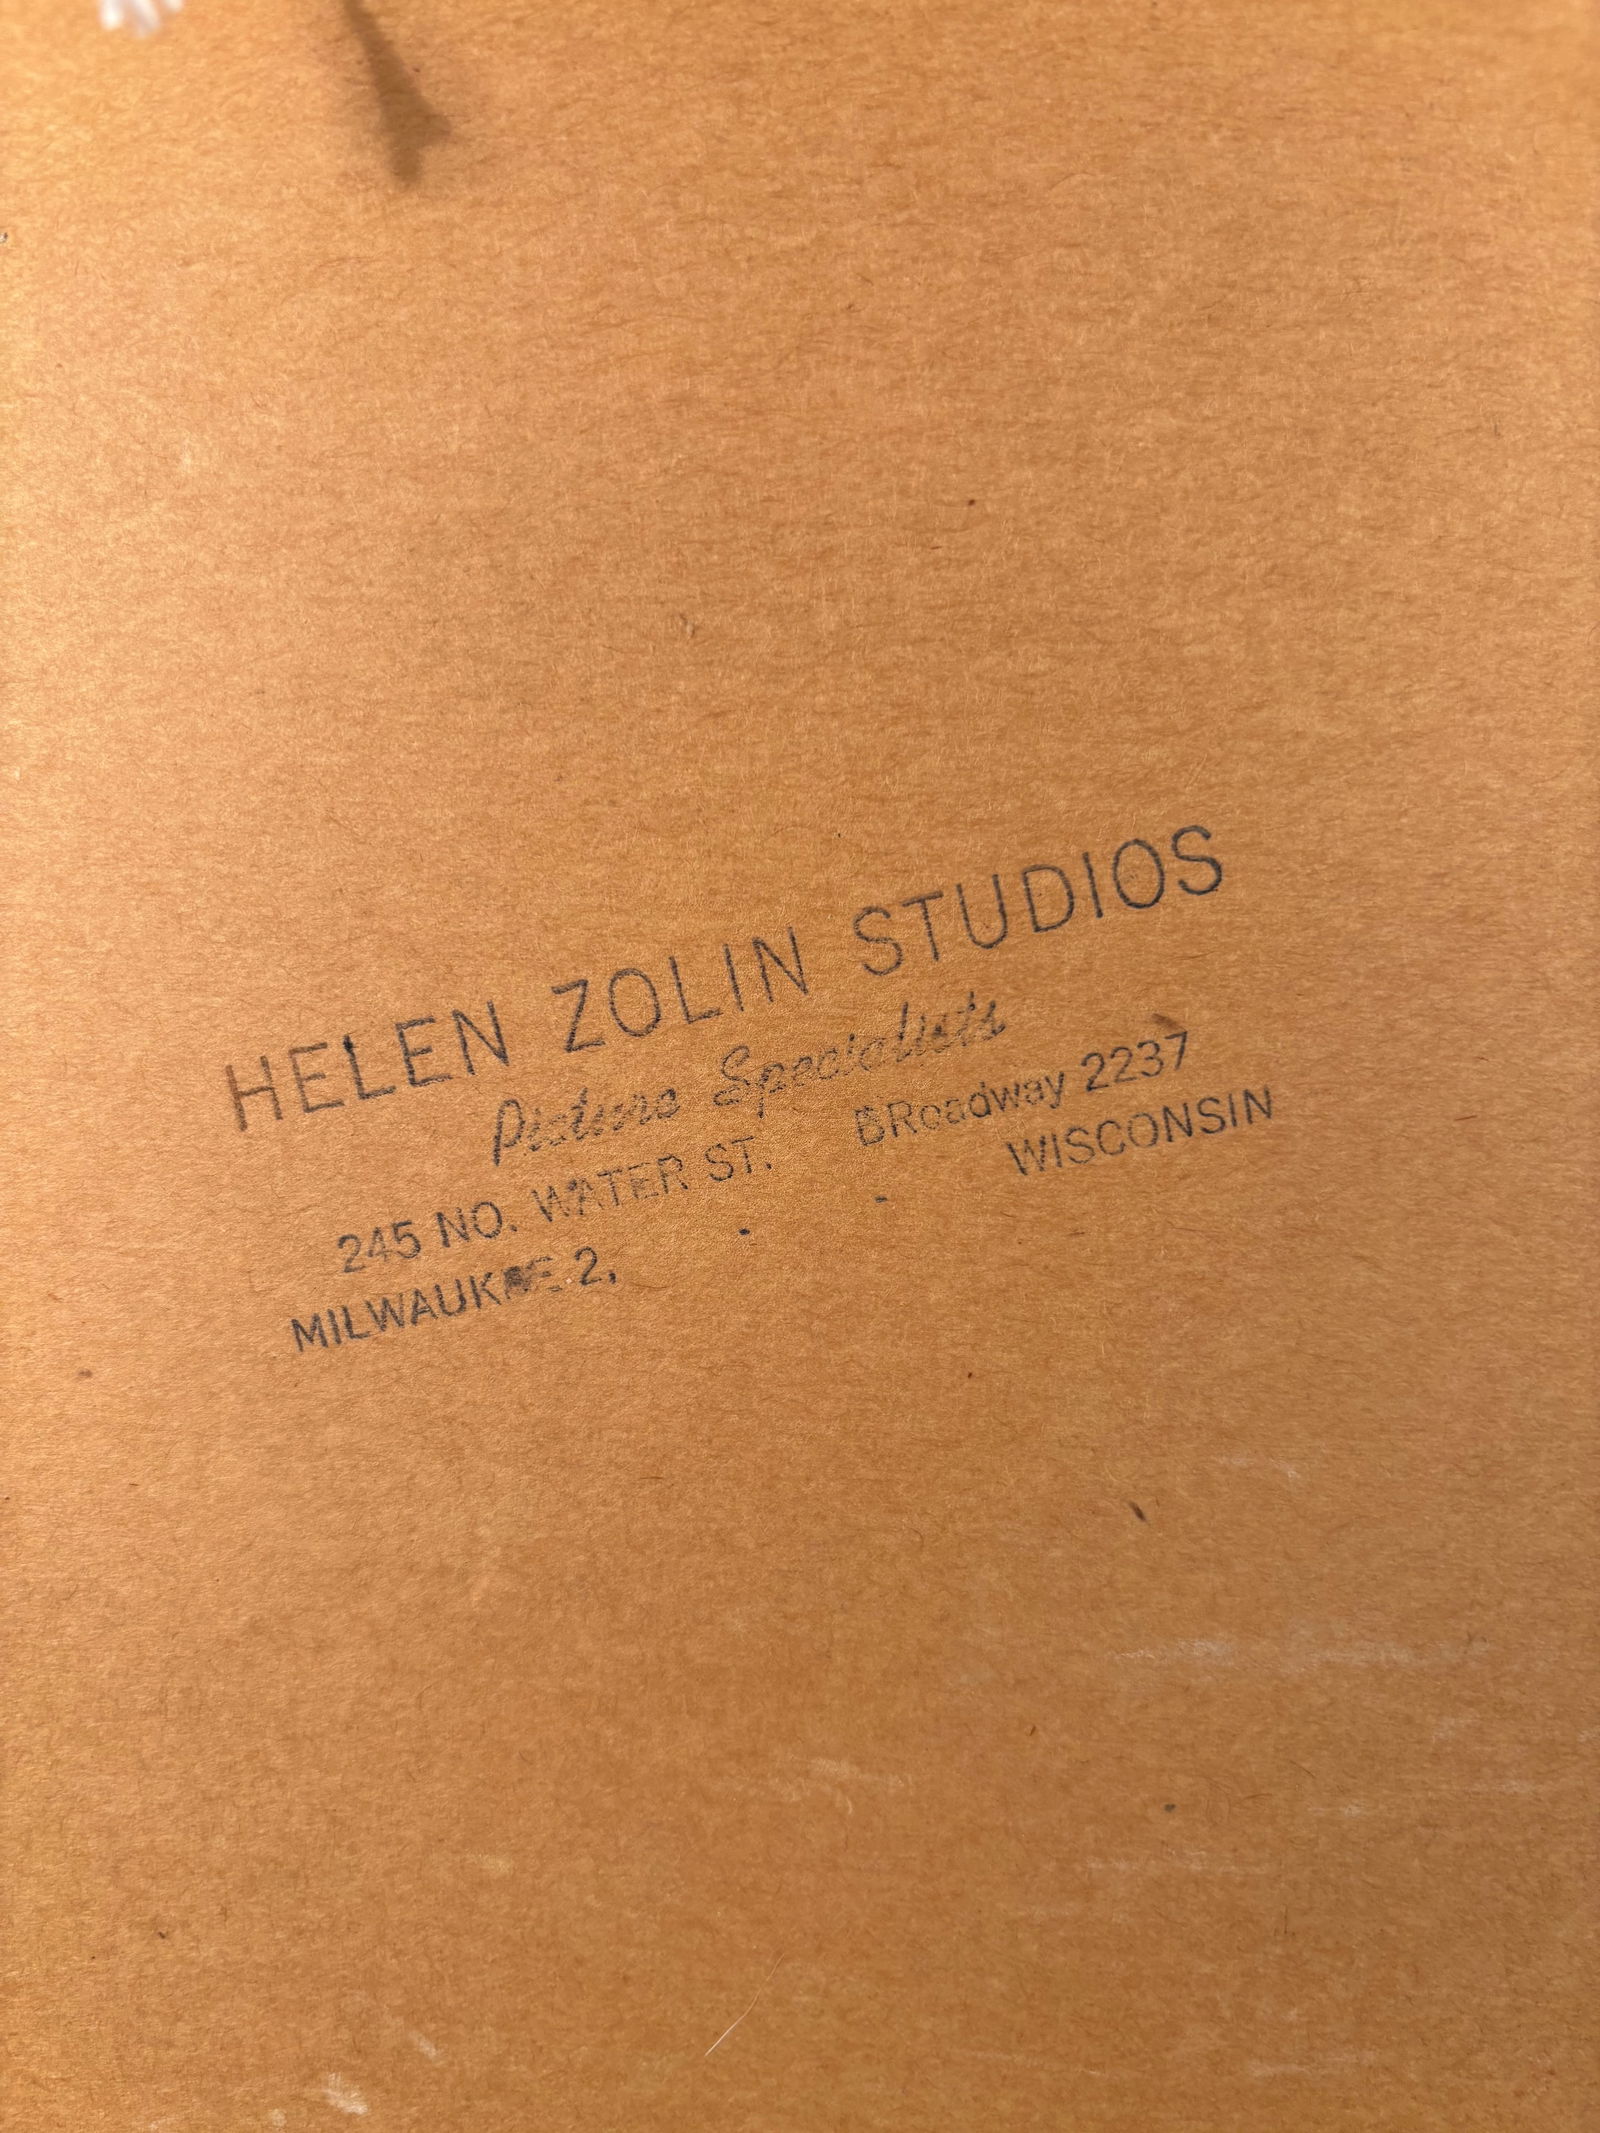 HELEN ZOLIN STUDIOS
Picture Specialists
245 NO. WATER ST. BRoadway 2237
MILWAUKEE 2, WISCONSIN